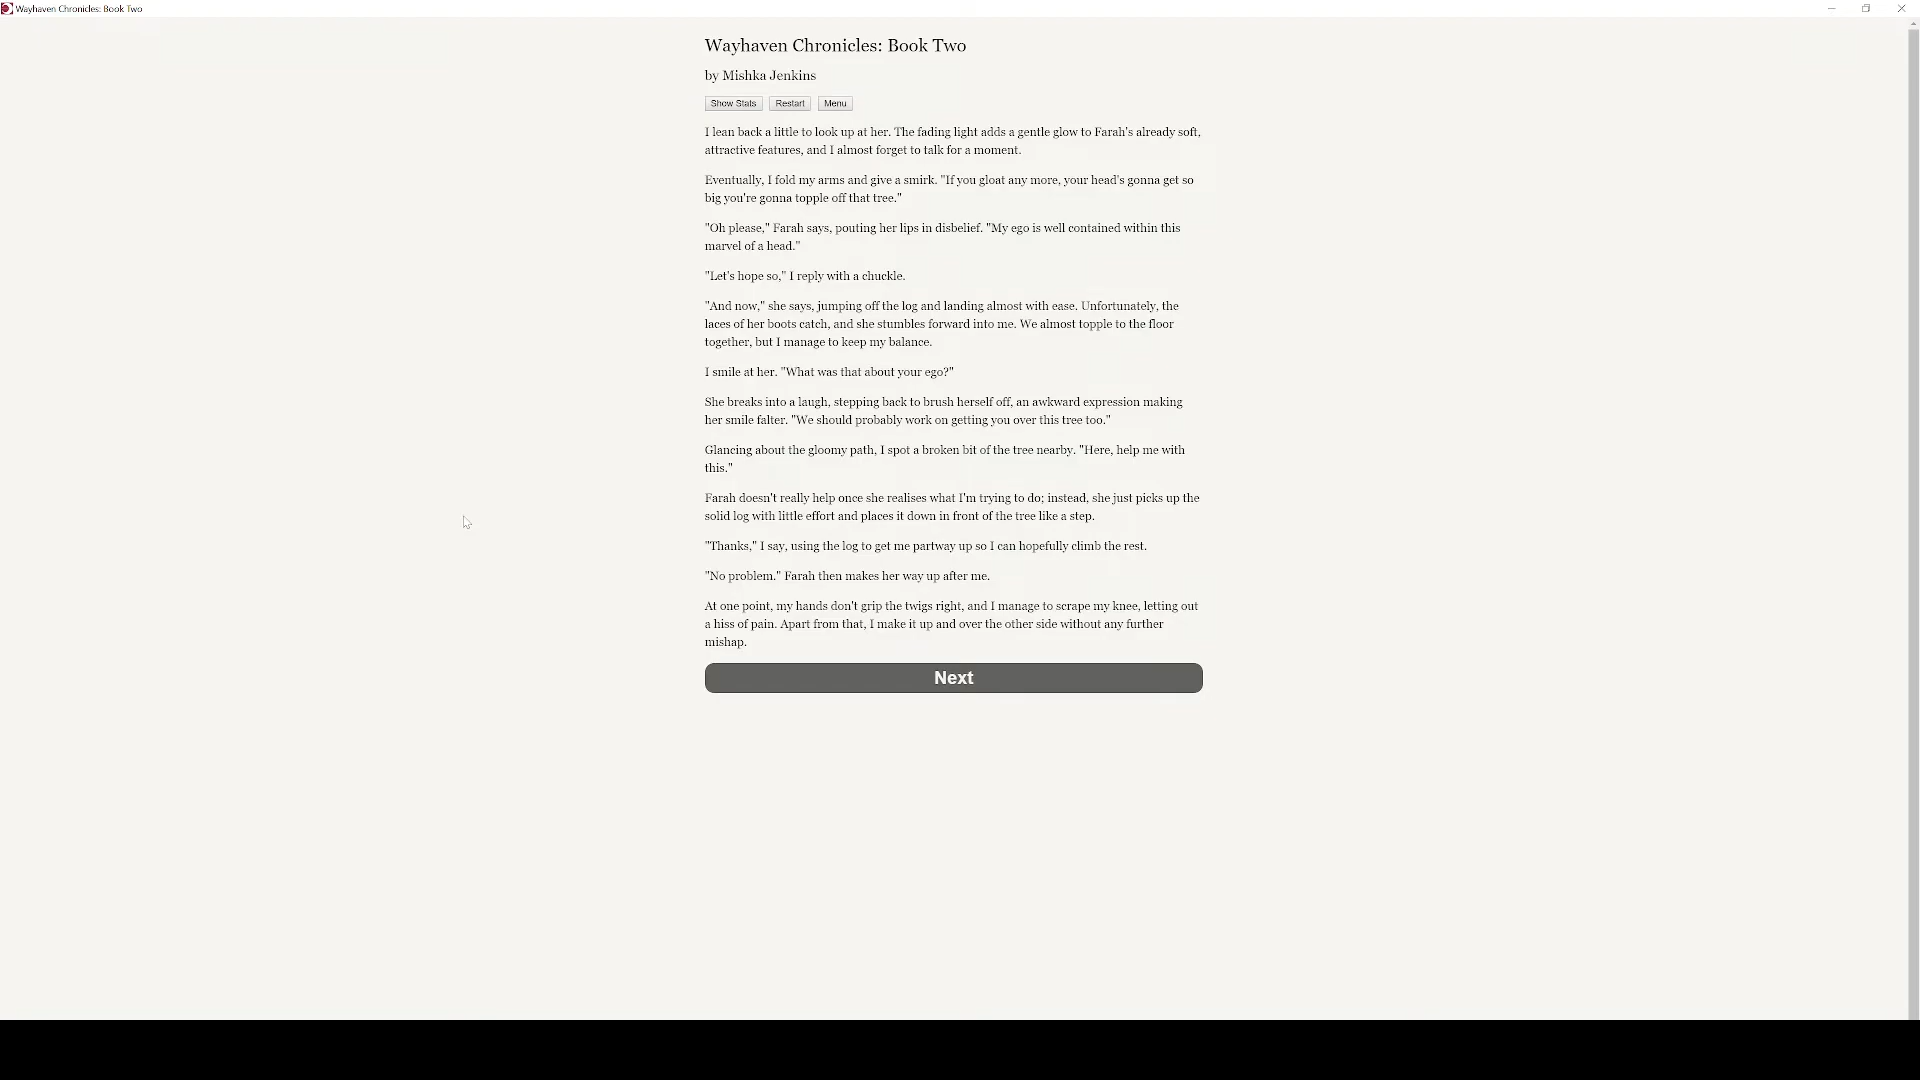 Wayhaven Chronicles: Book Two
Wayhaven Chronicles: Book Two
by Mishka Jenkins
Show Stats Restart Menu
I lean back a little to look up at her. The fading light adds a gentle glow to Farah's already soft,
attractive features, and I almost forget to talk for a moment.
Eventually, I fold my arms and give a smirk. "If you gloat any more, your head's gonna get so
big you're gonna topple off that tree."
"Oh please," Farah says, pouting her lips in disbelief. "My ego is well contained within this
marvel of a head."
"Let's hope so," I reply with a chuckle.
"And now," she says, jumping off the log and landing almost with ease. Unfortunately, the
laces of her boots catch, and she stumbles forward into me. We almost topple to the floor
together, but I manage to keep my balance.
I smile at her. "What was that about your ego?"
She breaks into a laugh, stepping back to brush herself off, an awkward expression making
her smile falter. "We should probably work on getting you over this tree too."
Glancing about the gloomy path, I spot a broken bit of the tree nearby. "Here, help me with
this."
Farah doesn't really help once she realises what I'm trying to do; instead, she just picks up the
solid log with little effort and places it down in front of the tree like a step.
"Thanks," I say, using the log to get me partway up so I can hopefully climb the rest.
"No problem." Farah then makes her way up after me.
At one point, my hands don't grip the twigs right, and I manage to scrape my knee, letting out
a hiss of pain. Apart from that, I make it up and over the other side without any further
mishap.
Next